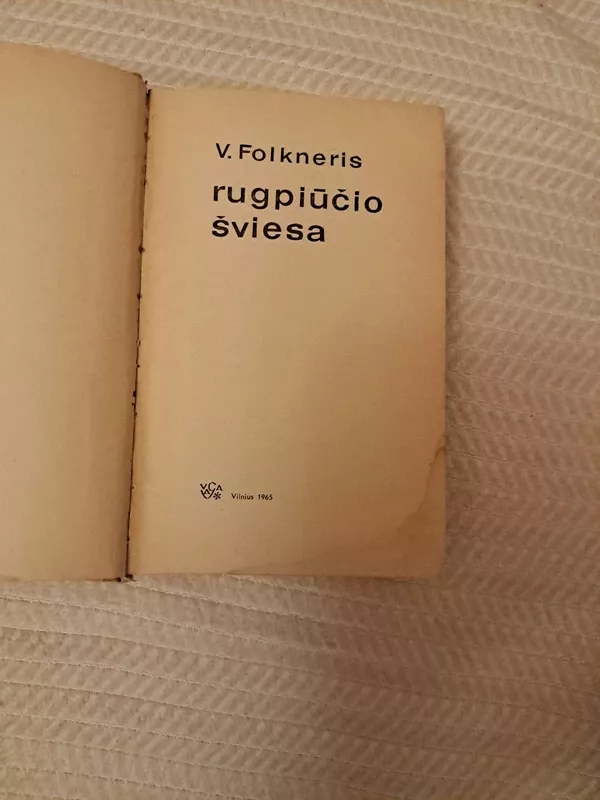 V. Folkneris
rugpiūčio
šviesa
Vilnius 1965